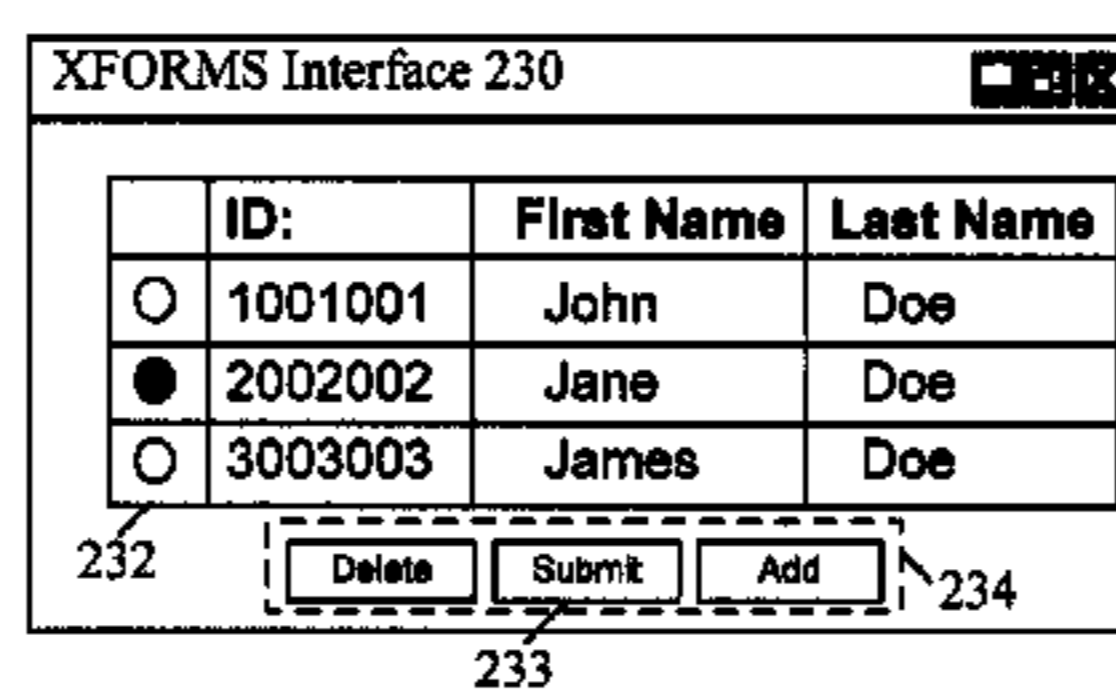 XFORMS Interface 230
ID: First Name Last Name
1001001 John Doe
2002002 Jane Doe
3003003 James Doe
232 Delete Submit Add 234
233